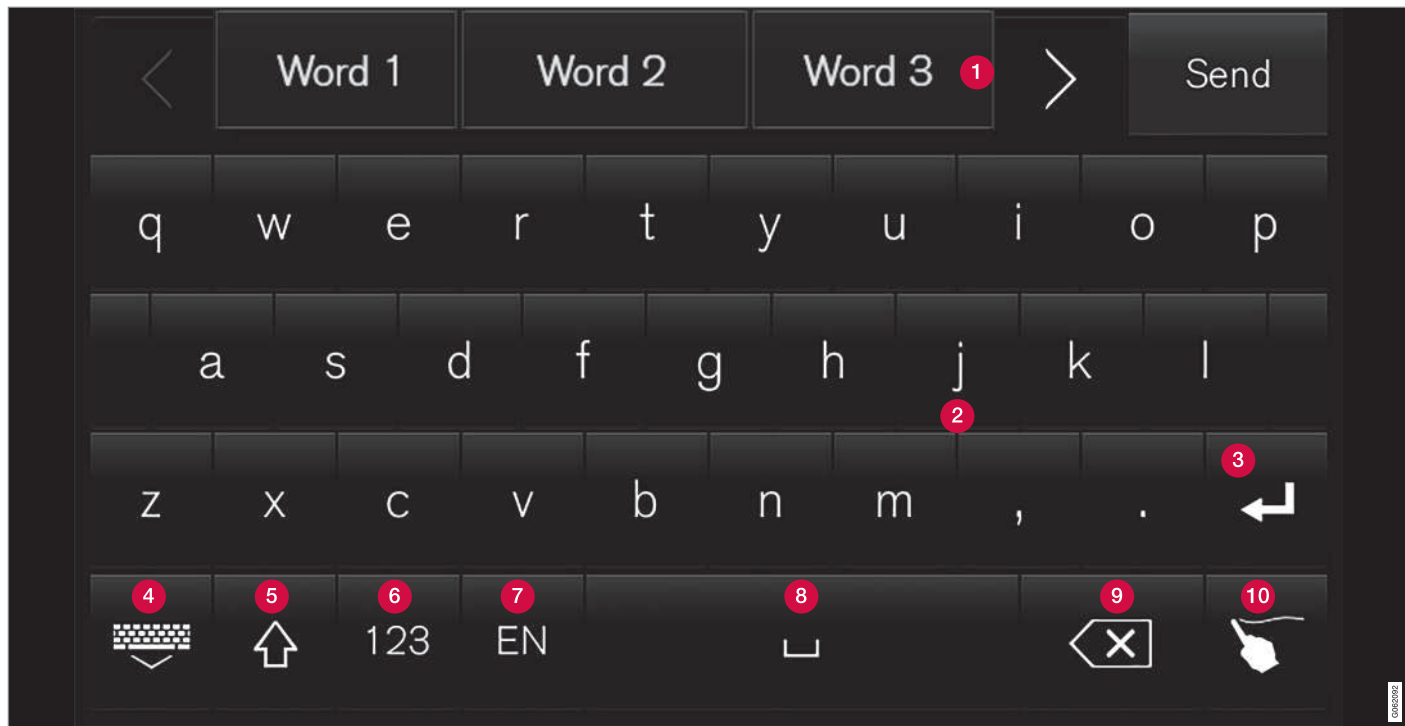 Word 1 Word 2 Word 3 1 Send
q w e r t y u i o p
a s d f g h j k l
2
3
z x c v b n m , .
4 5 6 7 8 9 10
123 EN
G062092